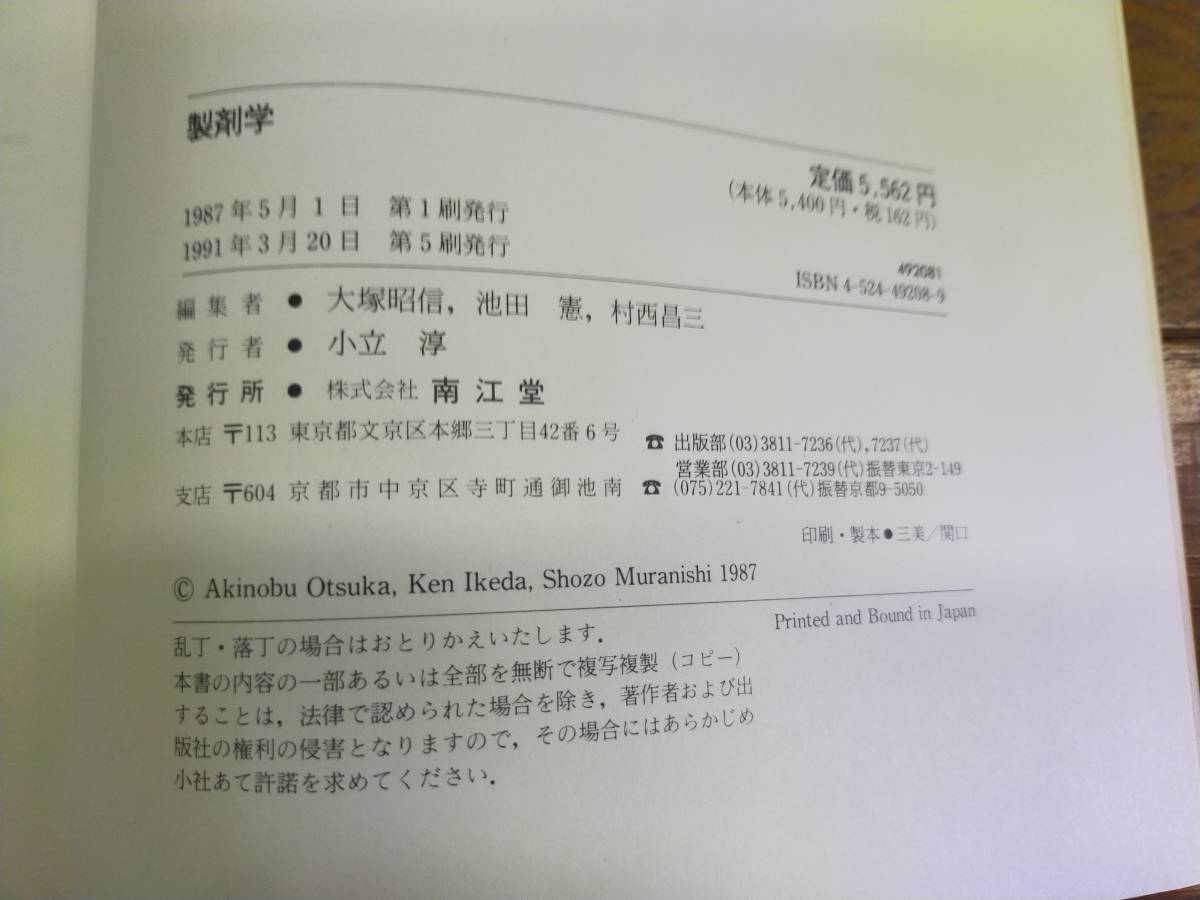 製剤学
定価5,562円
(本体5,400円・税162円)
1987年5月1日 第1刷発行
1991年3月20日 第5刷発行
492081
ISBN4-524-49208-9
編集者 ● 大塚昭信, 池田 憲, 村西昌三
発行者 ● 小立 淳
発行所 ● 株式会社 南江堂
本店 〒113 東京都文京区本郷三丁目42番6号 ☎ 出版部(03)3811-7236(代),7237(代)
営業部(03)3811-7239(代)振替東京2-149
支店 〒604 京都市中京区寺町通御池南 ☎ (075)221-7841(代)振替京都9-5050
印刷・製本●三美/関口
© Akinobu Otsuka, Ken Ikeda, Shozo Muranishi 1987
Printed and Bound in Japan
乱丁・落丁の場合はおとりかえいたします.
本書の内容の一部あるいは全部を無断で複写複製(コピー)
することは, 法律で認められた場合を除き, 著作者および出
版社の権利の侵害となりますので, その場合にはあらかじめ
小社あて許諾を求めてください.